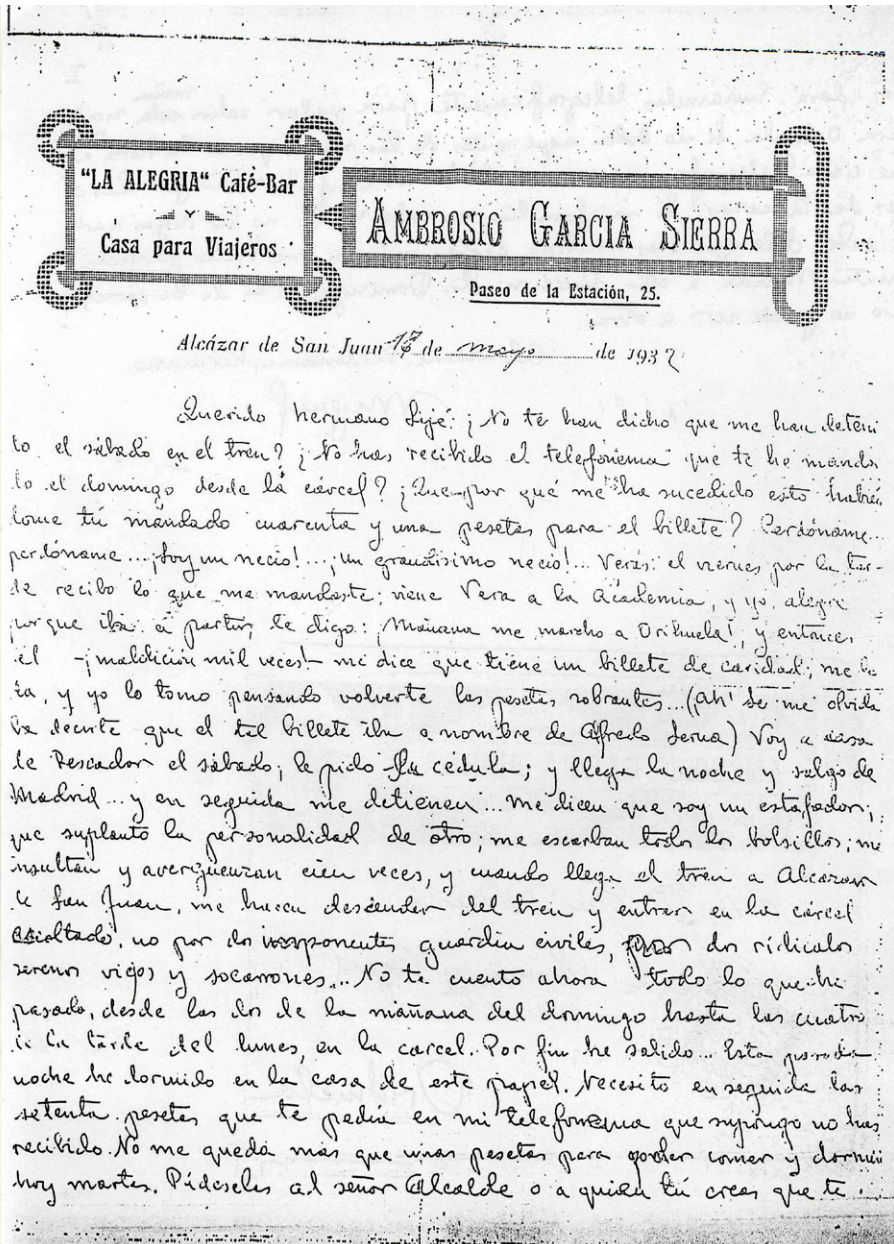 "LA ALEGRIA" Café-Bar
Y
Casa para Viajeros
AMBROSIO GARCIA SIERRA
Paseo de la Estación, 25.
Alcázar de San Juan 17 de mayo de 1932
Querido hermano Sijé: ¡No te han dicho que me han deteni
do el sábado en el tren? ¡No has recibido el telefonema que te he manda
do el domingo desde la cárcel? ¡Que por qué me ha sucedido esto habién
dome tú mandado cuarenta y una pesetas para el billete? Perdóname...
perdóname... ¡Soy un necio!... ¡un grandísimo necio!... Verás: el viernes por la tar-
de recibo lo que me mandaste; viene Vera a la Academia, y yo, alegre
porque iba a partir, le digo: ¡Mañana me marcho a Orihuela!, y entonces
él -¡maldición mil veces!- me dice que tiene un billete de caridad; me lo
da, y yo lo tomo pensando volverte las pesetas sobrantes... (¡Ah! Se me olvida
ba decirte que el tal billete iba a nombre de Alfredo Serna) Voy a casa
de Pescador el sábado; le pido la cédula; y llega la noche y salgo de
Madrid... y en seguida me detienen... Me dicen que soy un estafador;
que suplanto la personalidad de otro; me escarban todos los bolsillos; me
insultan y avergüenzan cien veces, y cuando llega el tren a Alcázar
de San Juan, me hacen descender del tren y entrar en la cárcel
escoltado, no por dos imponentes guardia civiles, por dos ridículos
serenos viejos y socarrones... No te cuento ahora todo lo que he
pasado, desde las dos de la mañana del domingo hasta las cuatro
de la tarde del lunes, en la carcel. Por fin he salido... Esta pasada
noche he dormido en la casa de este papel. Necesito en seguida las
setenta pesetas que te pedía en mi telefonema que supongo no has
recibido. No me queda más que unas pesetas para poder comer y dormir
hoy martes. Pídeselas al señor Alcalde o a quien tú creas que te